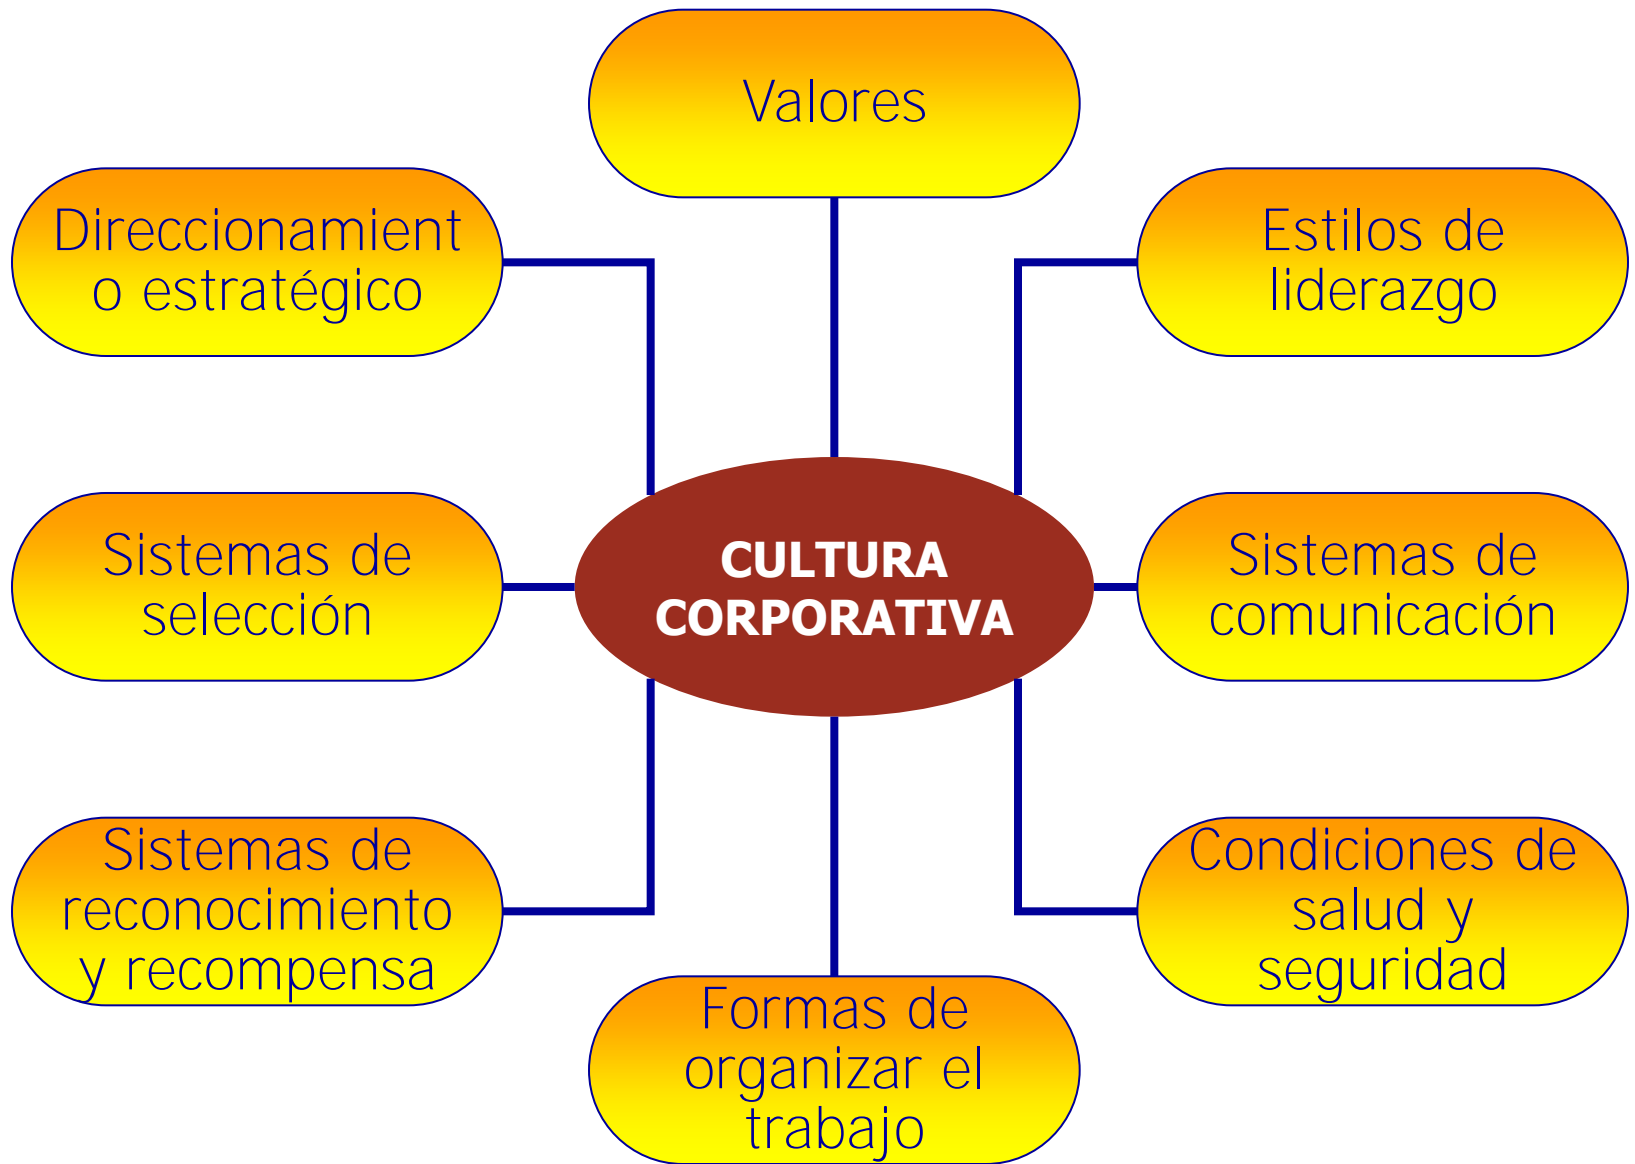 Valores
Direccionamient
o estratégico
Estilos de
liderazgo
Sistemas de
selección
CULTURA
CORPORATIVA
Sistemas de
comunicación
Sistemas de
reconocimiento
y recompensa
Condiciones de
salud y
seguridad
Formas de
organizar el
trabajo